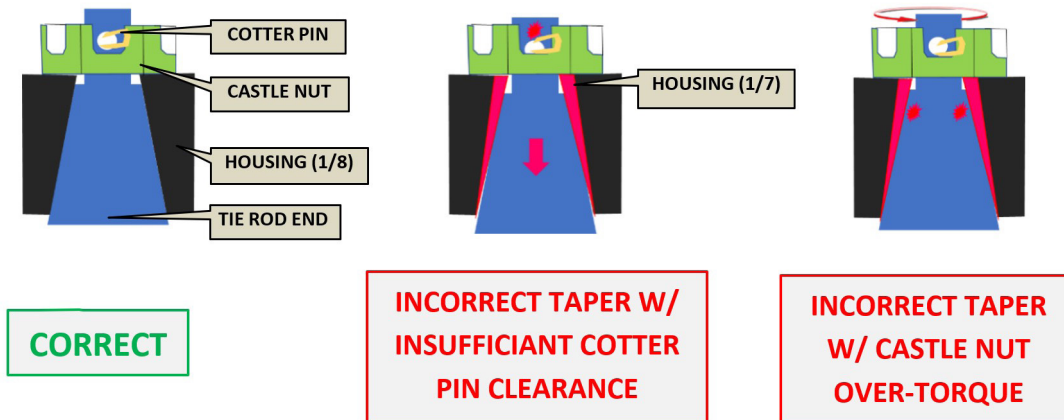 COTTER PIN
CASTLE NUT
HOUSING (1/8)
TIE ROD END
HOUSING (1/7)
CORRECT
INCORRECT TAPER W/
INSUFFICIANT COTTER
PIN CLEARANCE
INCORRECT TAPER
W/ CASTLE NUT
OVER-TORQUE